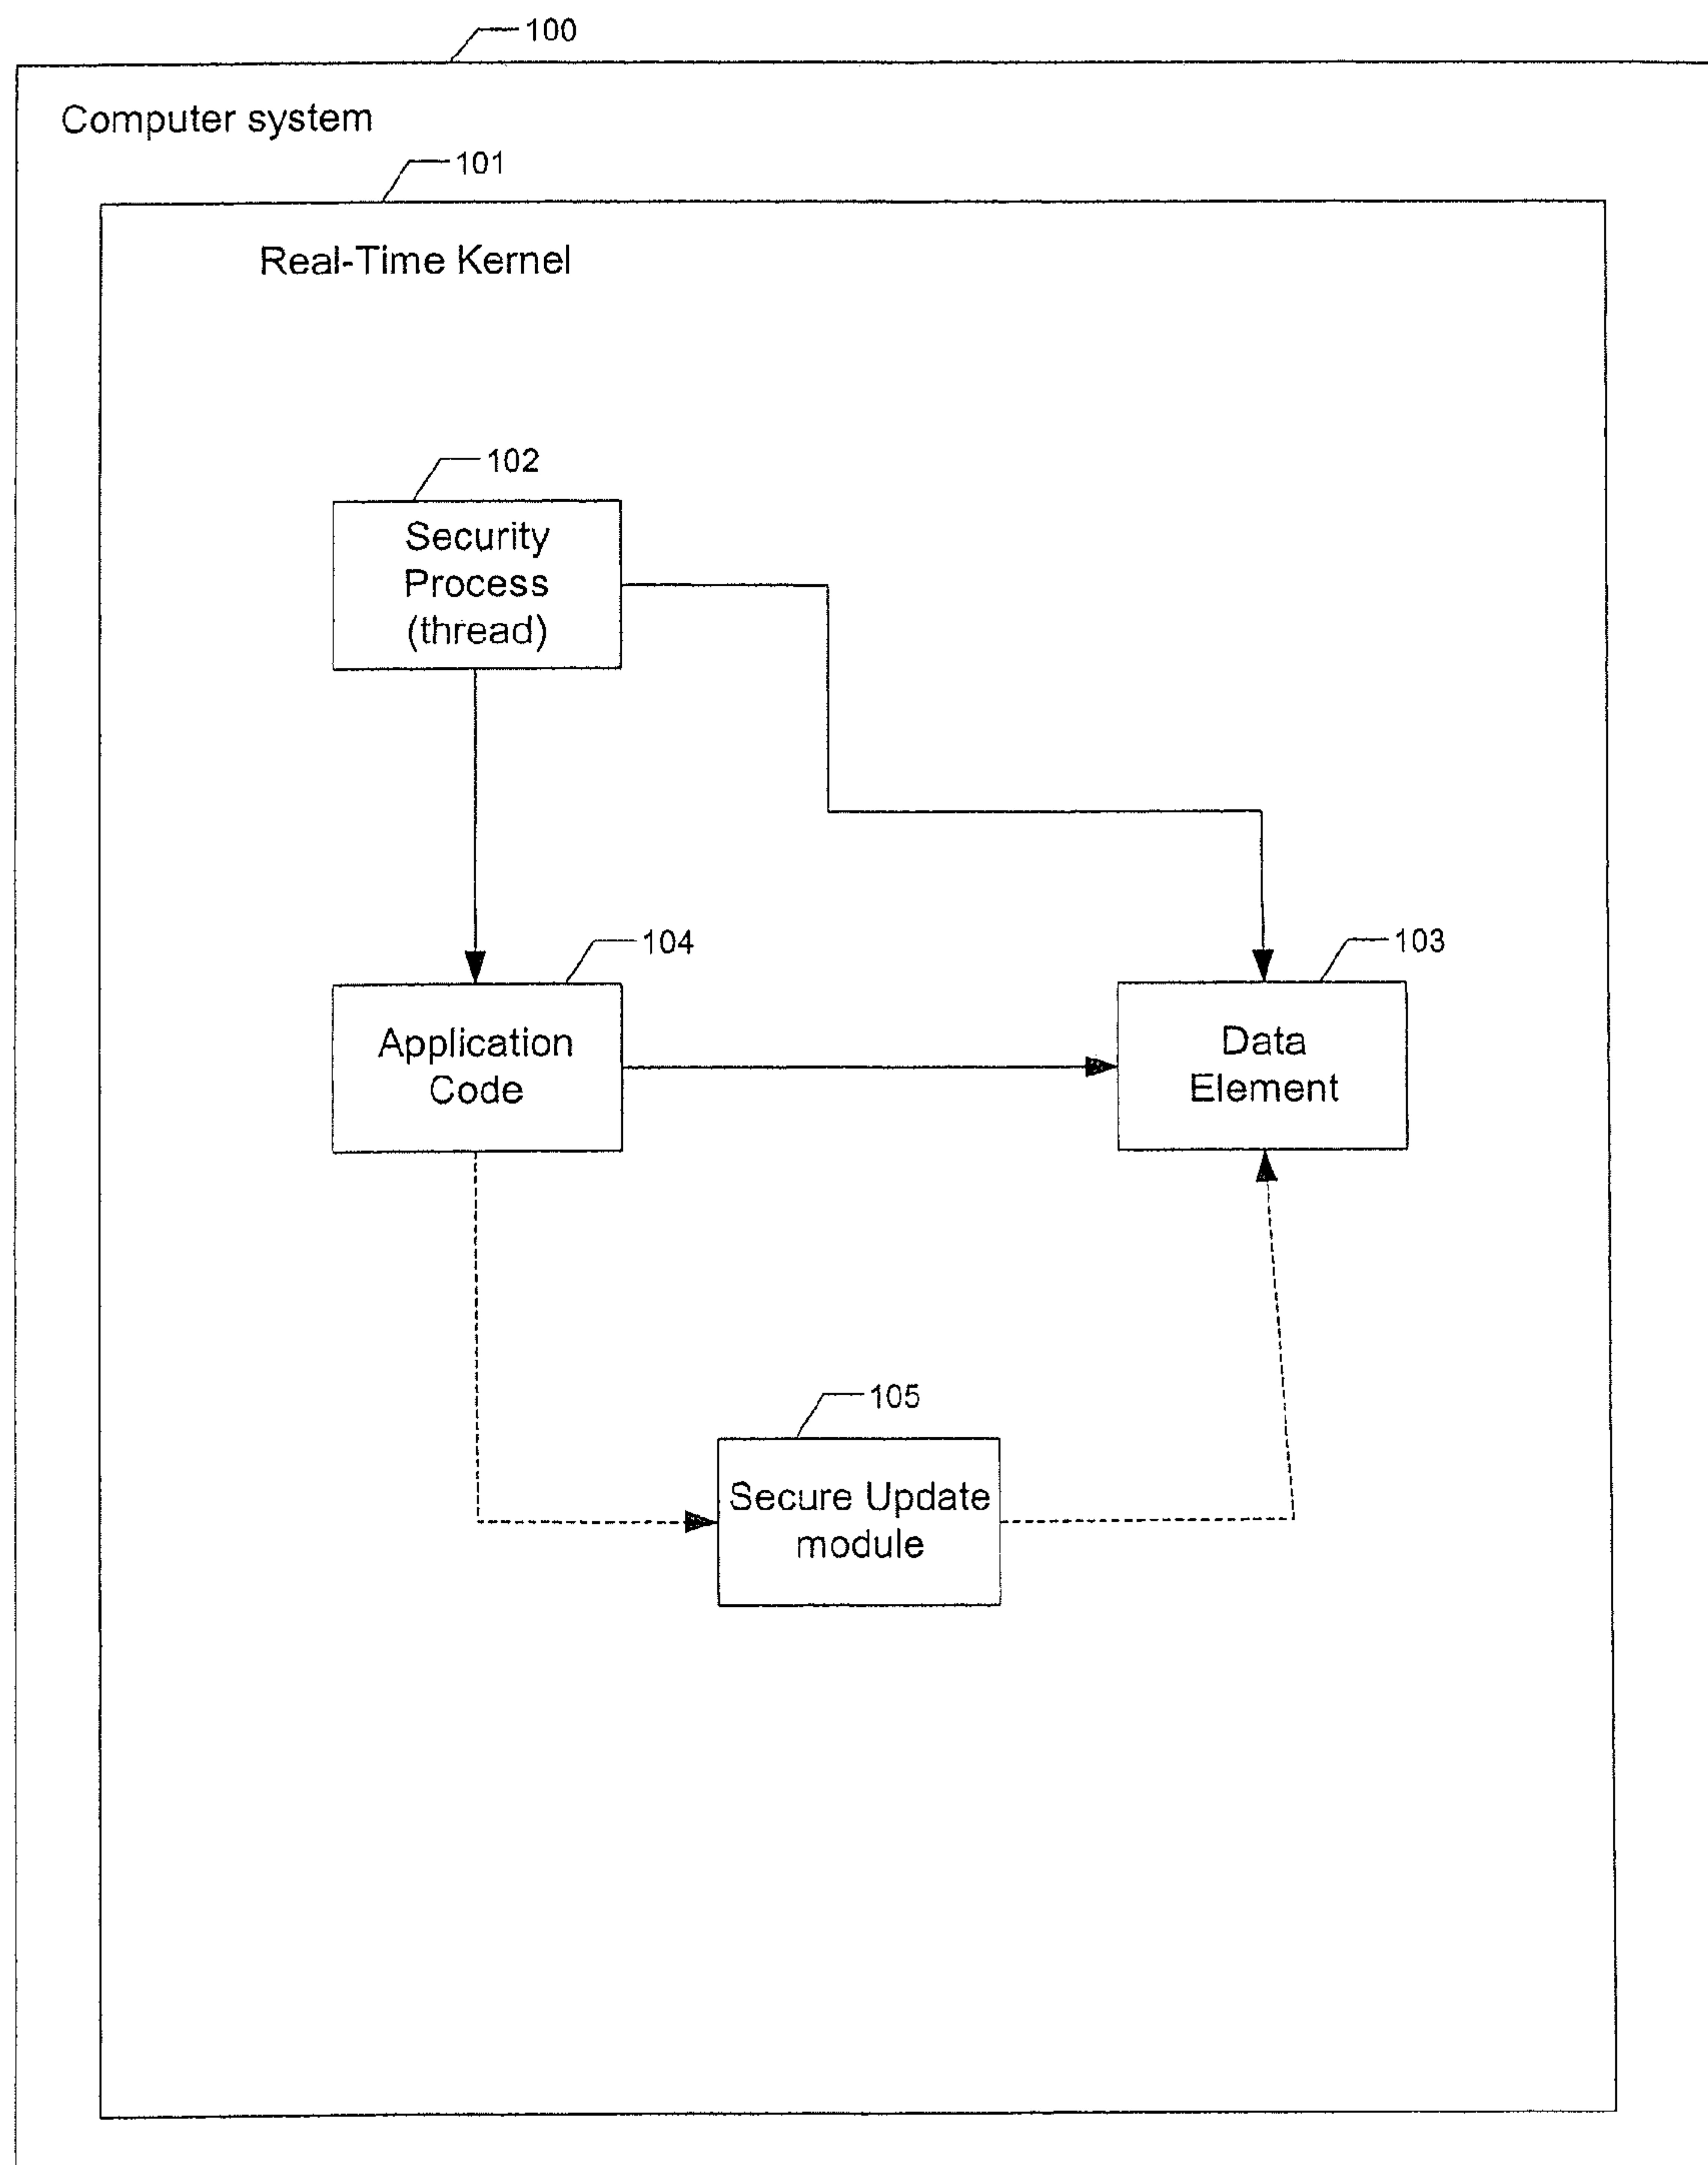 100
Computer system
101
Real-Time Kernel
102
Security
Process
(thread)
104
Application
Code
103
Data
Element
105
Secure Update
module